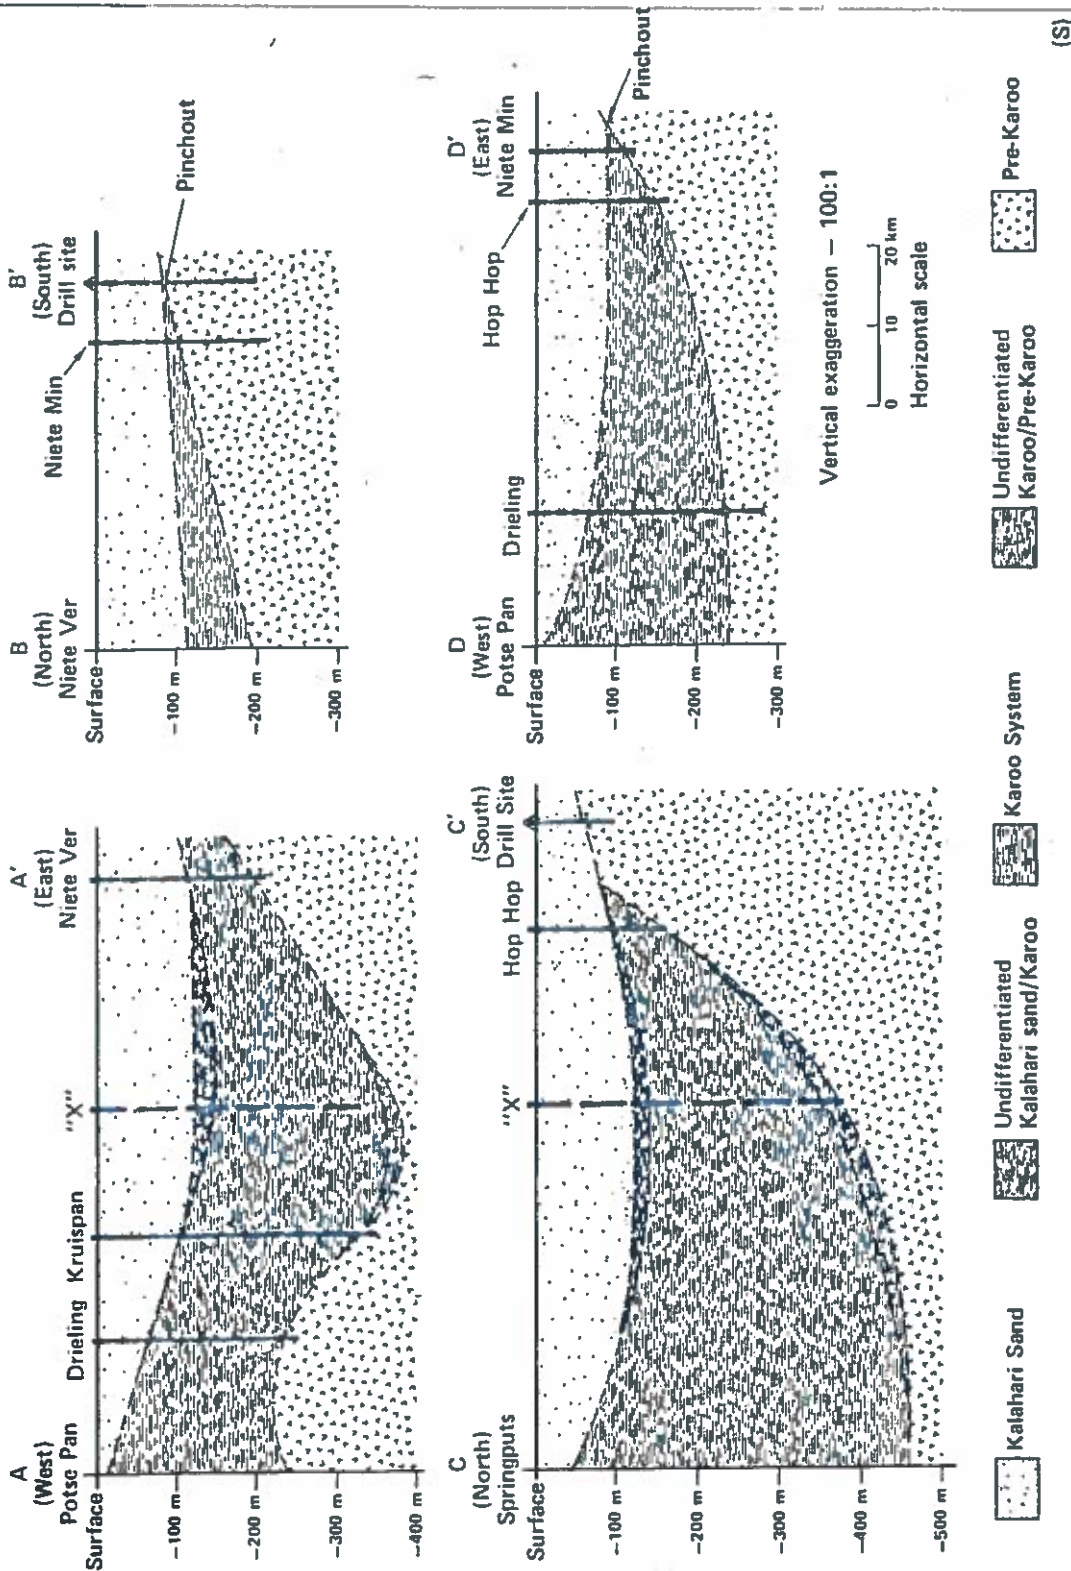 A
(West)
Potse Pan
Drieling
Kruispan
"X"
A'
(East)
Niete Ver
Surface
-100 m
-200 m
-300 m
-400 m
B
(North)
Niete Ver
Niete Min
B'
(South)
Drill site
Pinchout
Surface
-100 m
-200 m
-300 m
C
(North)
Springputs
"X"
Hop Hop
C'
(South)
Drill Site
Surface
-100 m
-200 m
-300 m
-400 m
-500 m
D
(West)
Potse Pan
Drieling
Hop Hop
D'
(East)
Niete Min
Pinchout
Surface
-100 m
-200 m
-300 m
Vertical exaggeration – 100:1
0 10 20 km
Horizontal scale
Kalahari Sand
Undifferentiated
Kalahari sand/Karoo
Karoo System
Undifferentiated
Karoo/Pre-Karoo
Pre-Karoo
(S)